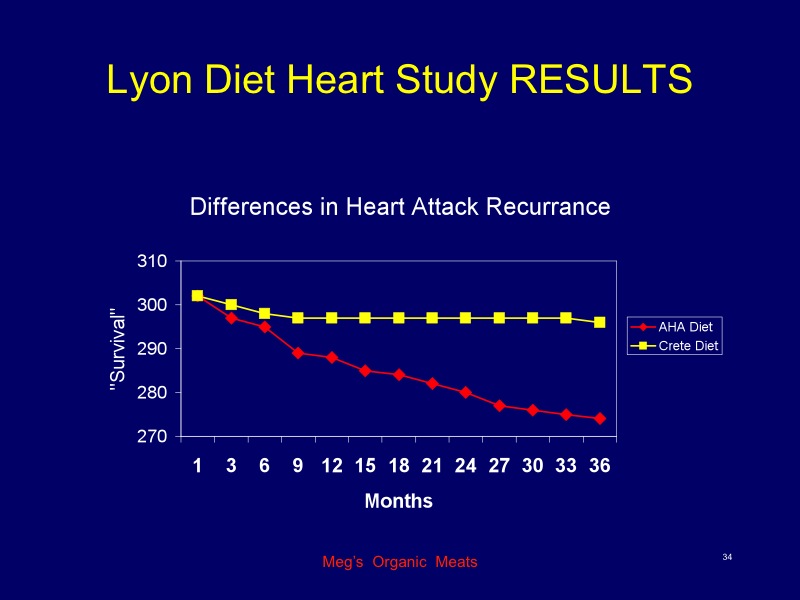 Lyon Diet Heart Study RESULTS
Differences in Heart Attack Recurrance
310
300
290
280
270
"Survival"
AHA Diet
Crete Diet
1 3 6 9 12 15 18 21 24 27 30 33 36
Months
Meg's Organic Meats
34